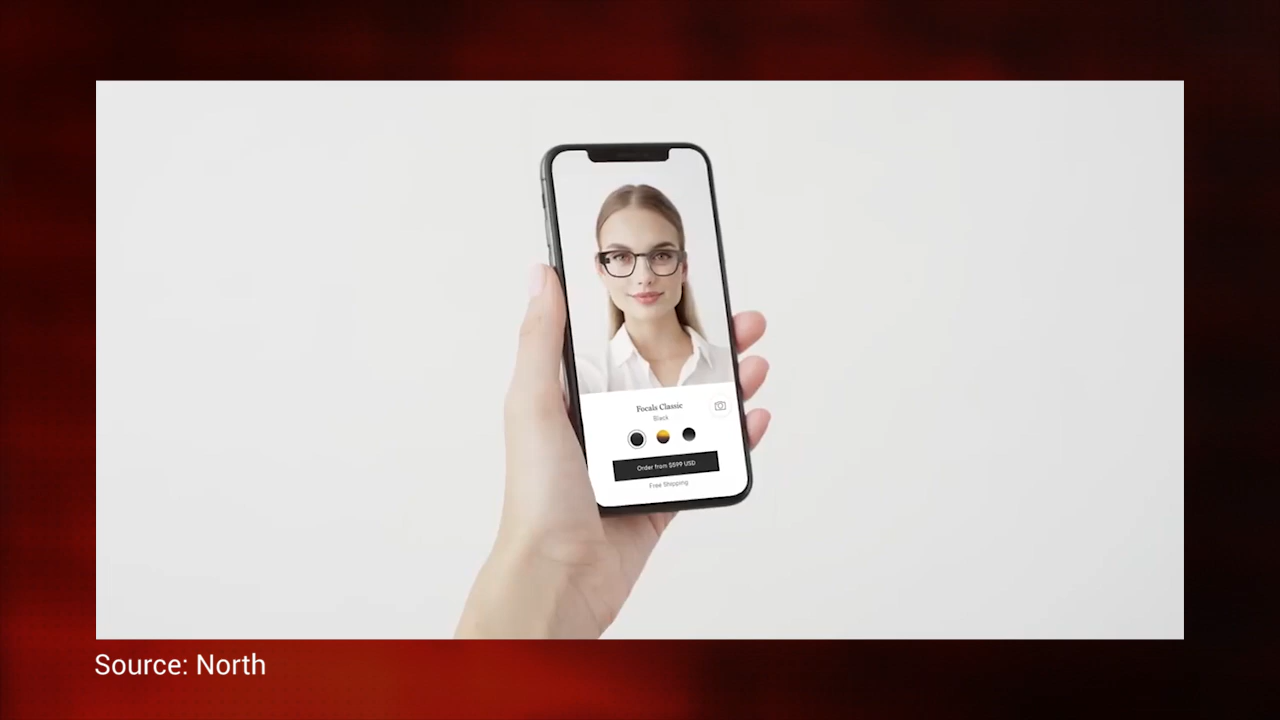 Focals Classic
Black
Order from $599 USD
Free Shipping
Source: North